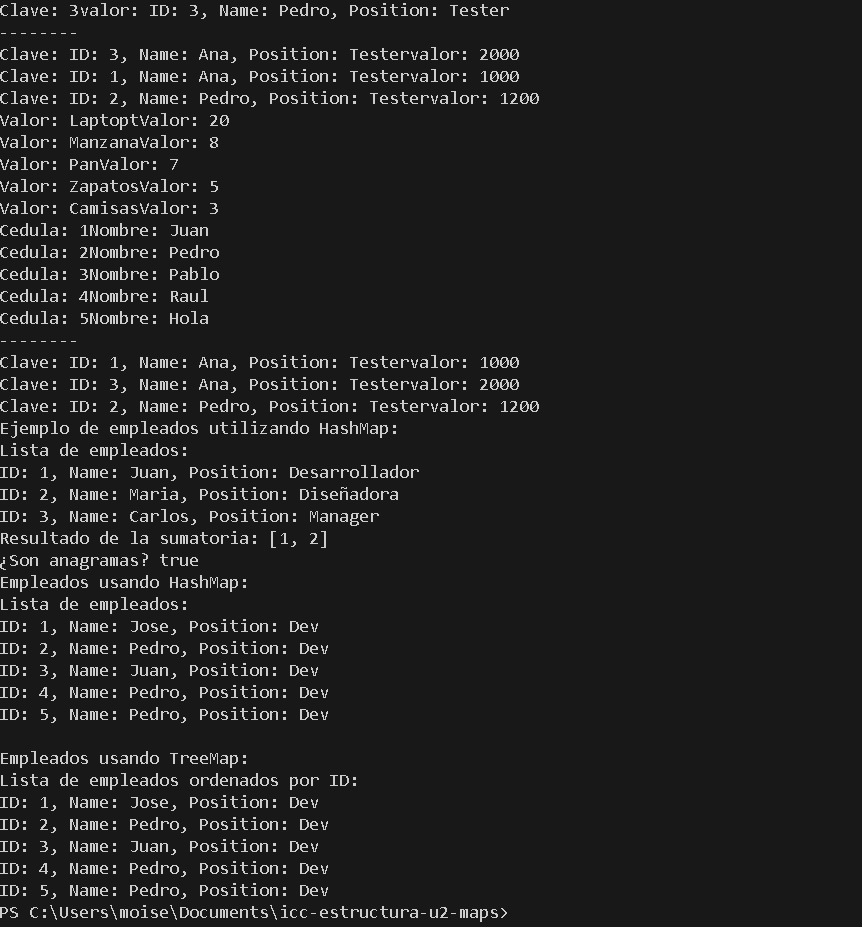 Clave: 3valor: ID: 3, Name: Pedro, Position: Tester
--------
Clave: ID: 3, Name: Ana, Position: Testervalor: 2000
Clave: ID: 1, Name: Ana, Position: Testervalor: 1000
Clave: ID: 2, Name: Pedro, Position: Testervalor: 1200
Valor: LaptoptValor: 20
Valor: ManzanaValor: 8
Valor: PanValor: 7
Valor: ZapatosValor: 5
Valor: CamisasValor: 3
Cedula: 1Nombre: Juan
Cedula: 2Nombre: Pedro
Cedula: 3Nombre: Pablo
Cedula: 4Nombre: Raul
Cedula: 5Nombre: Hola
--------
Clave: ID: 1, Name: Ana, Position: Testervalor: 1000
Clave: ID: 3, Name: Ana, Position: Testervalor: 2000
Clave: ID: 2, Name: Pedro, Position: Testervalor: 1200
Ejemplo de empleados utilizando HashMap:
Lista de empleados:
ID: 1, Name: Juan, Position: Desarrollador
ID: 2, Name: Maria, Position: Diseñadora
ID: 3, Name: Carlos, Position: Manager
Resultado de la sumatoria: [1, 2]
¿Son anagramas? true
Empleados usando HashMap:
Lista de empleados:
ID: 1, Name: Jose, Position: Dev
ID: 2, Name: Pedro, Position: Dev
ID: 3, Name: Juan, Position: Dev
ID: 4, Name: Pedro, Position: Dev
ID: 5, Name: Pedro, Position: Dev

Empleados usando TreeMap:
Lista de empleados ordenados por ID:
ID: 1, Name: Jose, Position: Dev
ID: 2, Name: Pedro, Position: Dev
ID: 3, Name: Juan, Position: Dev
ID: 4, Name: Pedro, Position: Dev
ID: 5, Name: Pedro, Position: Dev
PS C:\Users\moise\Documents\icc-estructura-u2-maps>